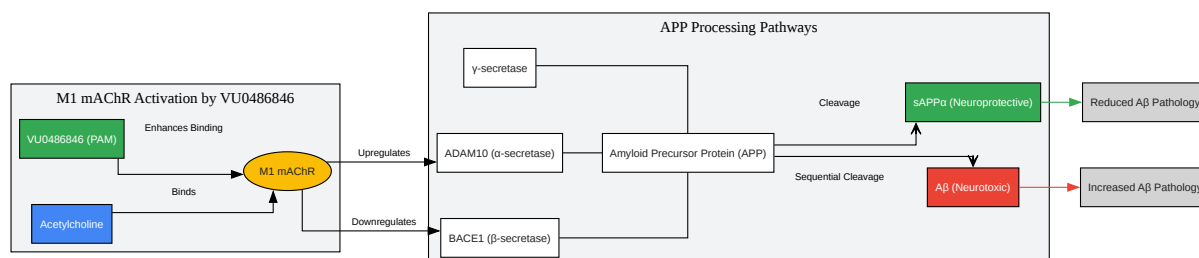 APP Processing Pathways
γ-secretase
M1 mAChR Activation by VU0486846
VU0486846 (PAM)
Enhances Binding
M1 mAChR
Binds
Acetylcholine
Upregulates
Downregulates
ADAM10 (α-secretase)
BACE1 (β-secretase)
Amyloid Precursor Protein (APP)
Cleavage
Sequential Cleavage
sAPPα (Neuroprotective)
Aβ (Neurotoxic)
Reduced Aβ Pathology
Increased Aβ Pathology